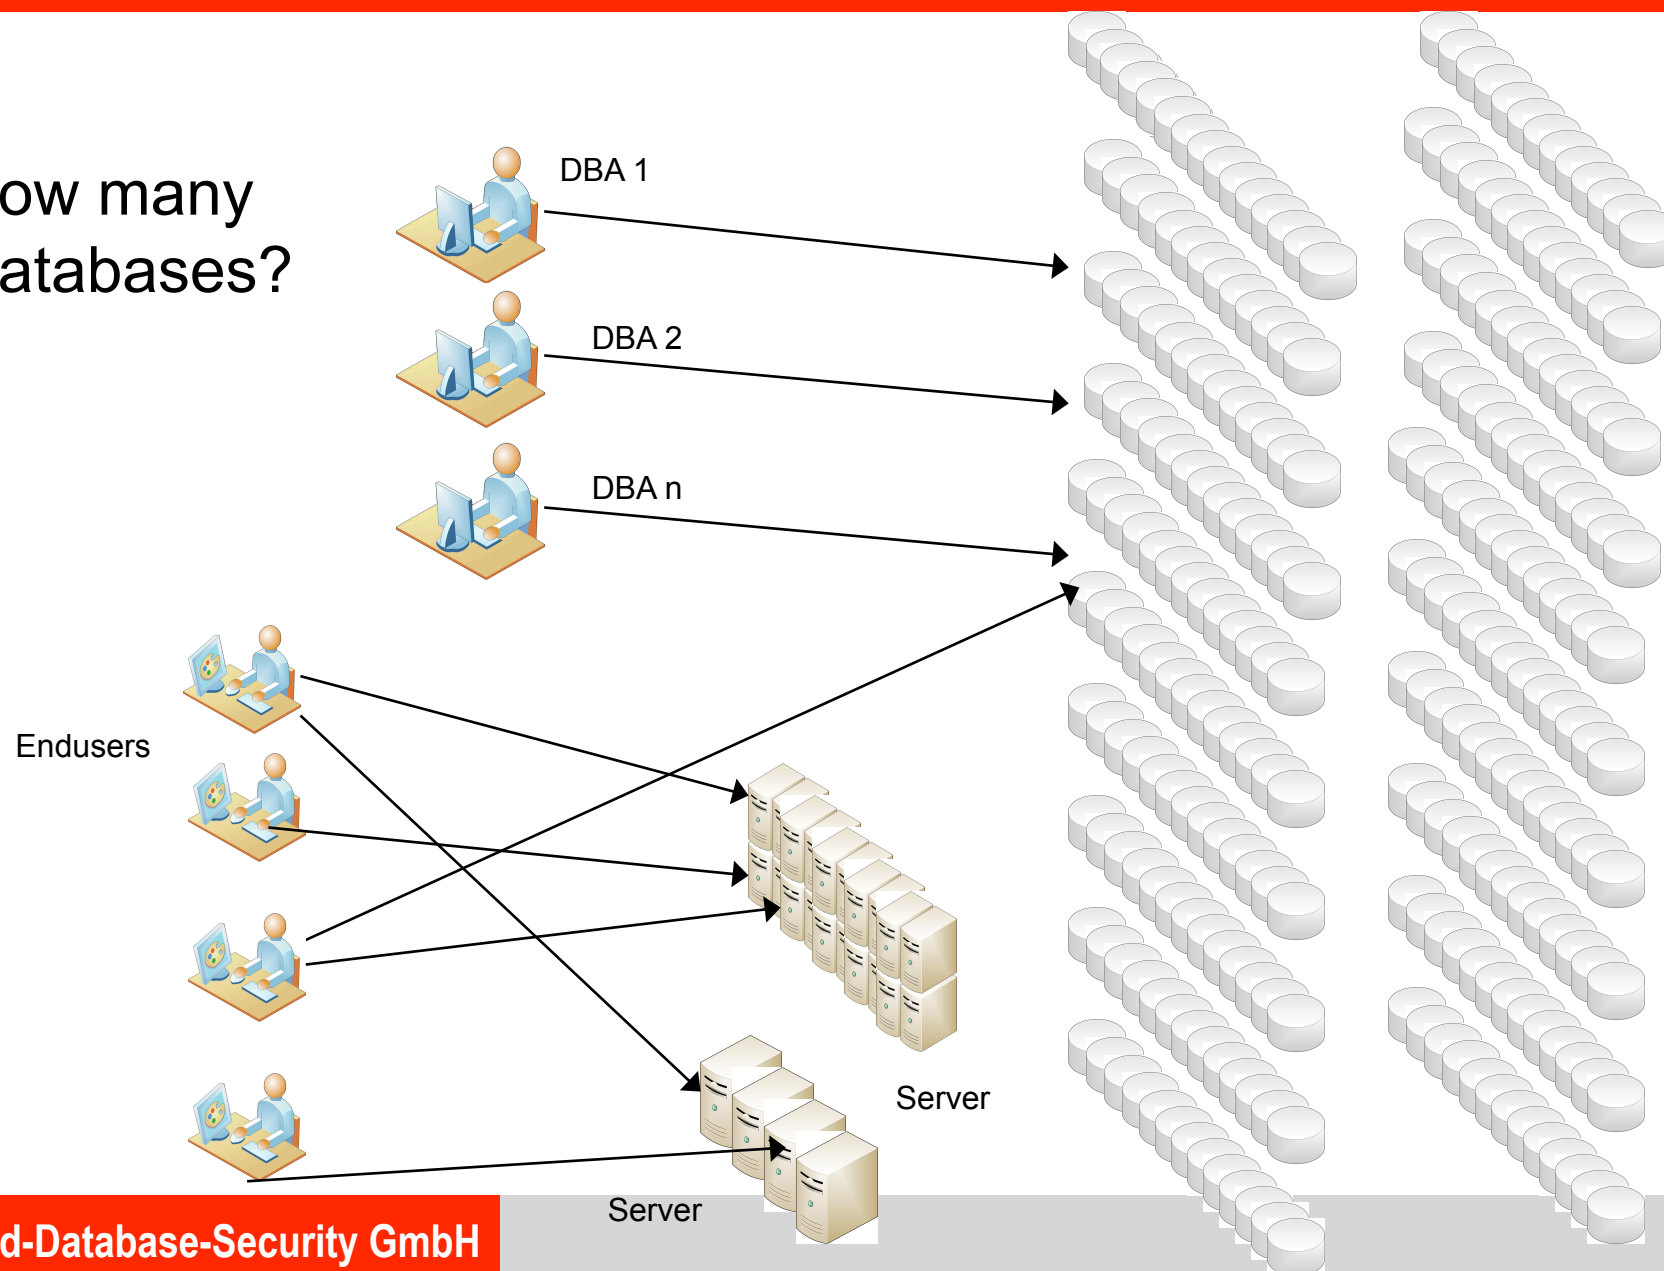 ow many
atabases?
DBA 1
DBA 2
DBA n
Endusers
Server
Server
d-Database-Security GmbH